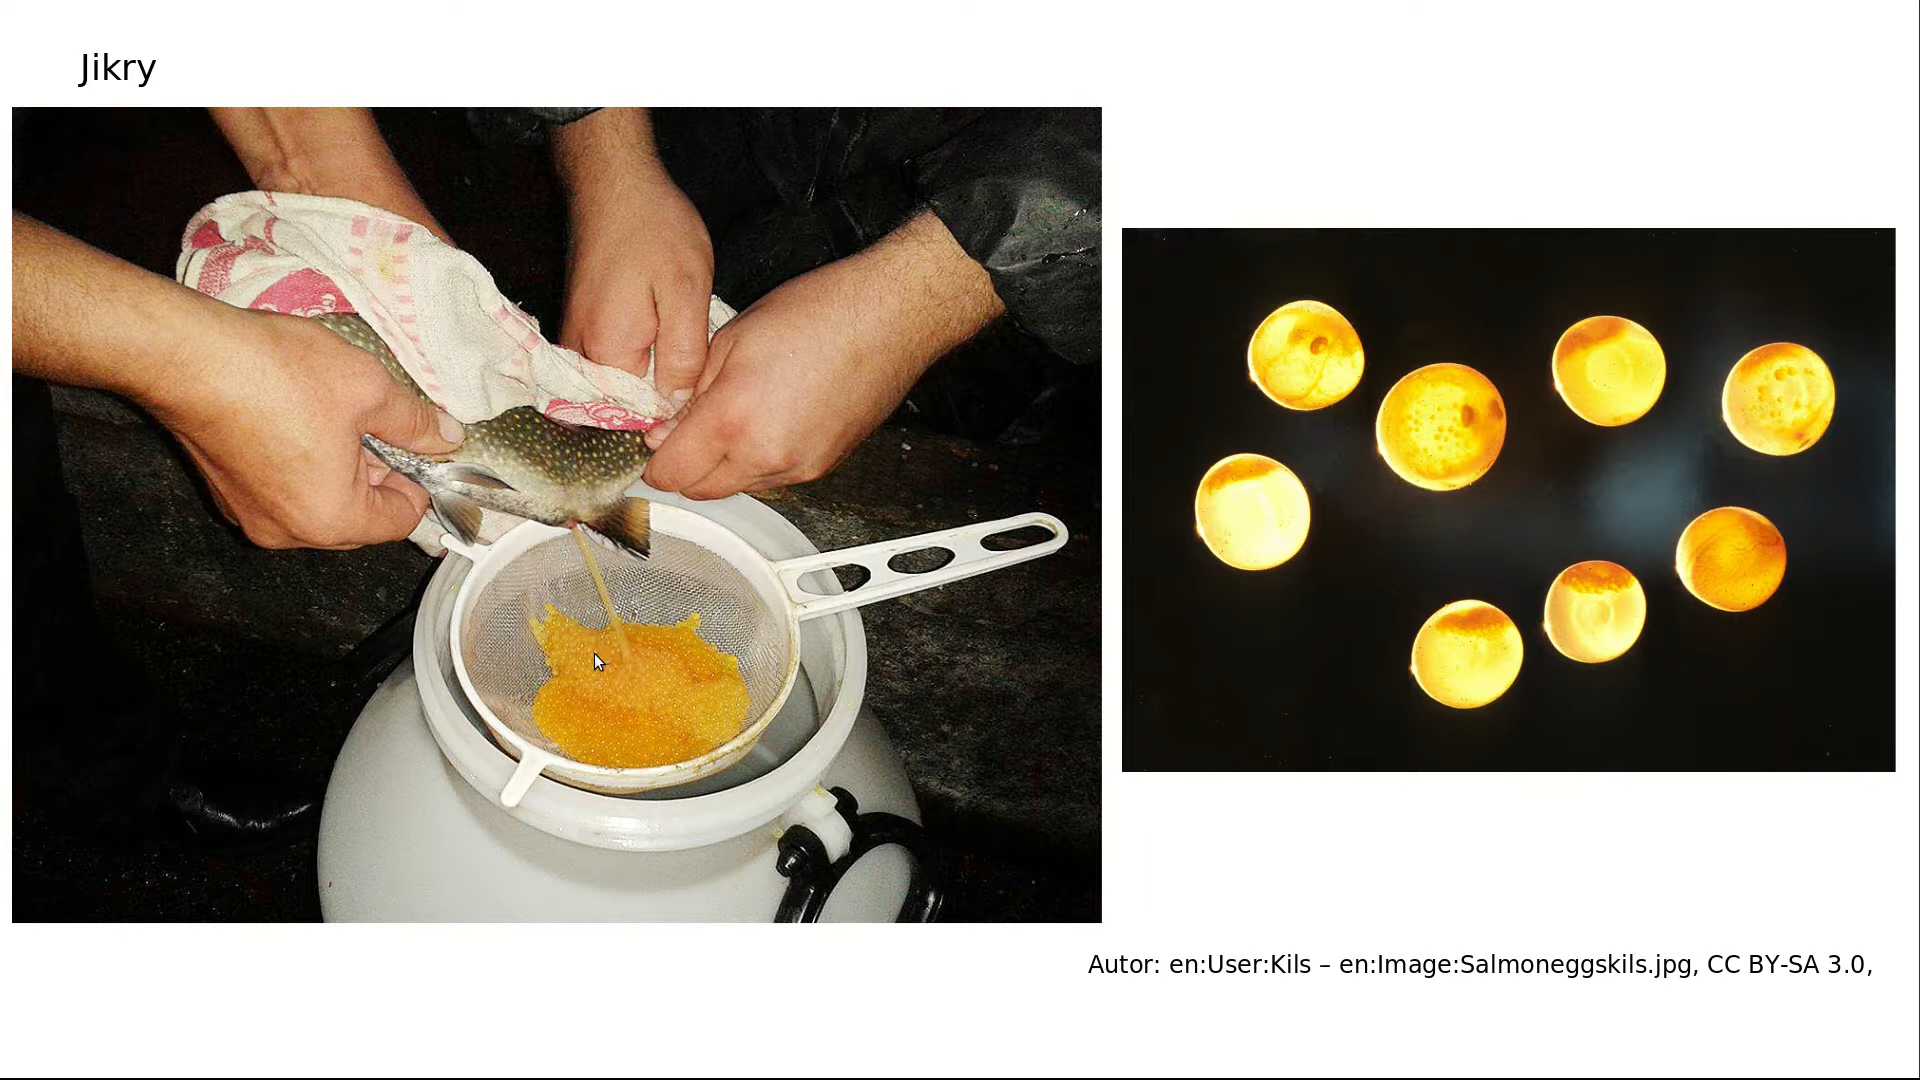 Jikry
Autor: en:User:Kils – en:Image:Salmoneggskils.jpg, CC BY-SA 3.0,